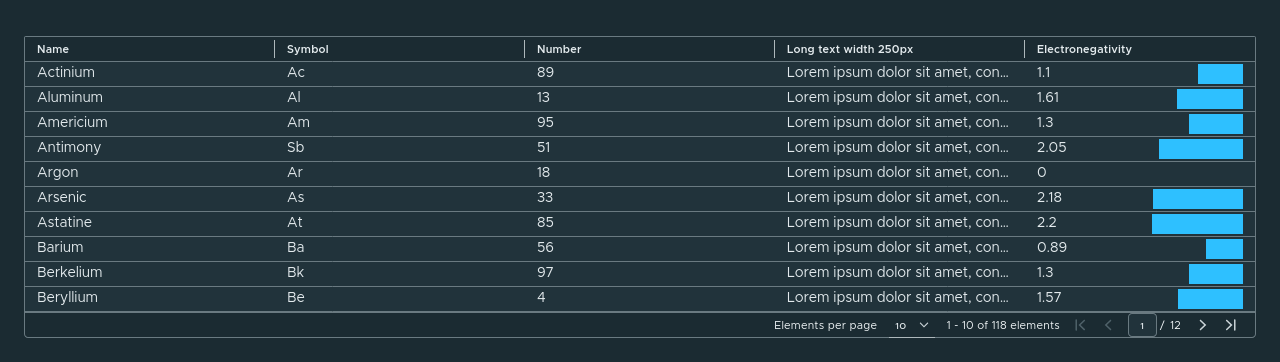 Name Symbol Number Long text width 250px Electronegativity
Actinium Ac 89 Lorem ipsum dolor sit amet, con... 1.1
Aluminum Al 13 Lorem ipsum dolor sit amet, con... 1.61
Americium Am 95 Lorem ipsum dolor sit amet, con... 1.3
Antimony Sb 51 Lorem ipsum dolor sit amet, con... 2.05
Argon Ar 18 Lorem ipsum dolor sit amet, con... 0
Arsenic As 33 Lorem ipsum dolor sit amet, con... 2.18
Astatine At 85 Lorem ipsum dolor sit amet, con... 2.2
Barium Ba 56 Lorem ipsum dolor sit amet, con... 0.89
Berkelium Bk 97 Lorem ipsum dolor sit amet, con... 1.3
Beryllium Be 4 Lorem ipsum dolor sit amet, con... 1.57
Elements per page 10 1 - 10 of 118 elements 1 / 12